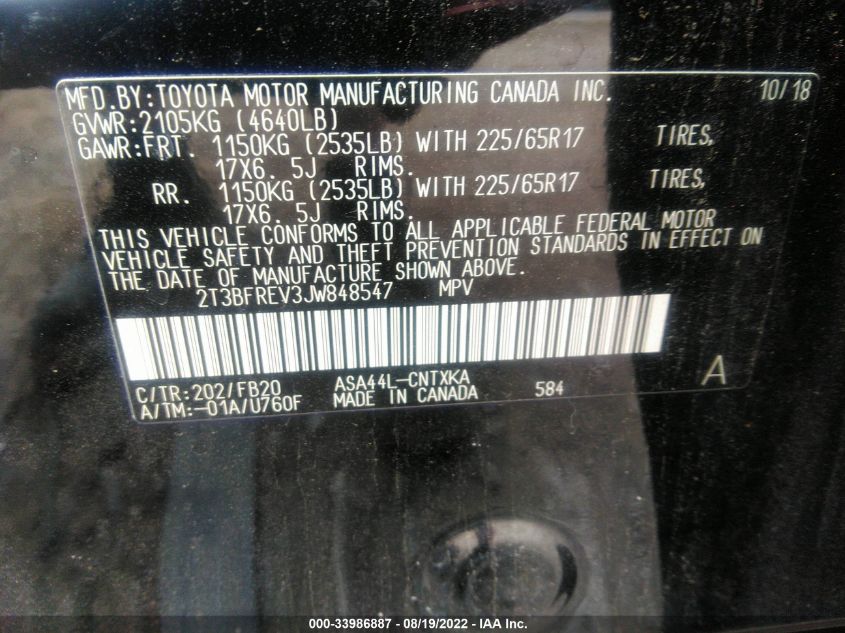 MFD.BY:TOYOTA MOTOR MANUFACTURING CANADA INC. 10/18
GVWR:2105KG (4640LB)
GAWR:FRT. 1150KG (2535LB) WITH 225/65R17 TIRES,
17X6. 5J RIMS.
RR. 1150KG (2535LB) WITH 225/65R17 TIRES,
17X6. 5J RIMS.
THIS VEHICLE CONFORMS TO ALL APPLICABLE FEDERAL MOTOR
VEHICLE SAFETY AND THEFT PREVENTION STANDARDS IN EFFECT ON
THE DATE OF MANUFACTURE SHOWN ABOVE.
2T3BFREV3JW848547 MPV
C/TR:202/FB20 ASA44L-CNTXKA 584 A
A/TM:-01A/U760F MADE IN CANADA
000-33986887 - 08/19/2022 - IAA Inc.